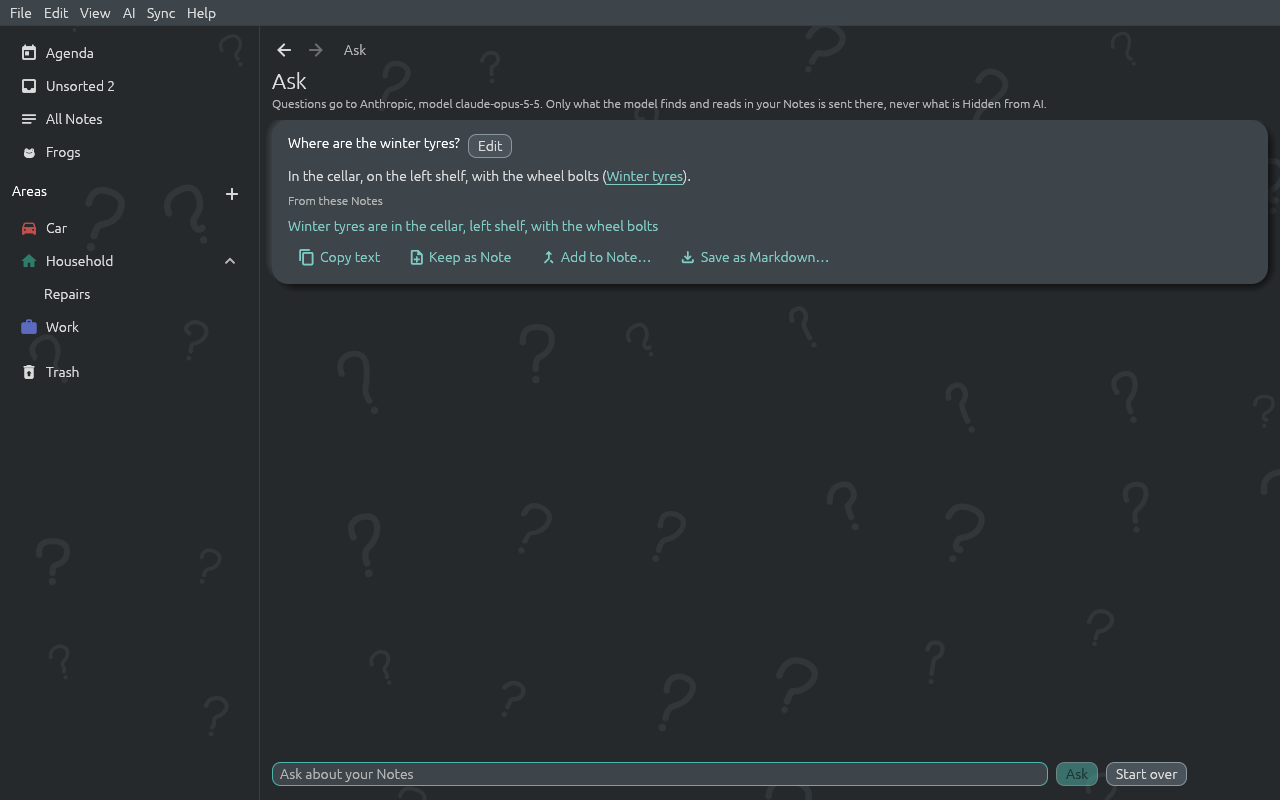 File Edit View AI Sync Help
Agenda
Unsorted 2
All Notes
Frogs
Areas
Car
Household
Repairs
Work
Trash
Ask
Ask
Questions go to Anthropic, model claude-opus-5-5. Only what the model finds and reads in your Notes is sent there, never what is Hidden from AI.
Where are the winter tyres? Edit
In the cellar, on the left shelf, with the wheel bolts (Winter tyres).
From these Notes
Winter tyres are in the cellar, left shelf, with the wheel bolts
Copy text Keep as Note Add to Note… Save as Markdown…
Ask about your Notes Ask Start over